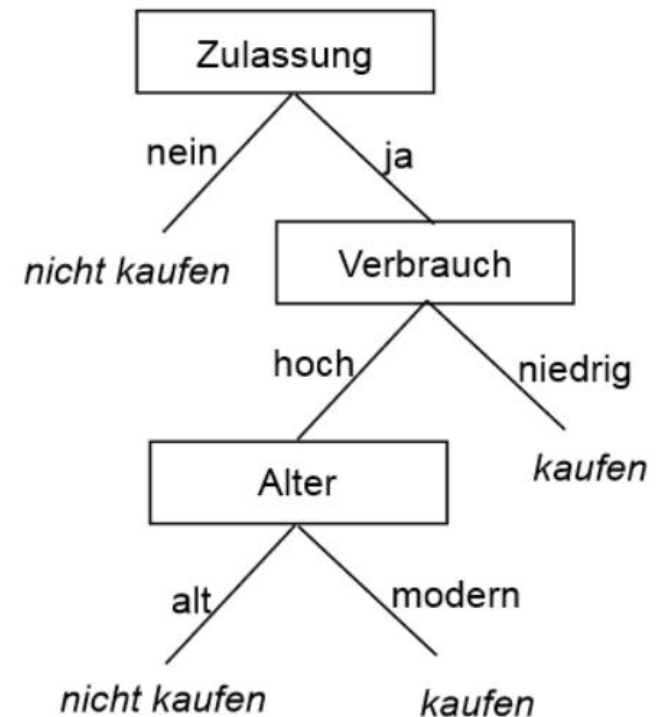 Zulassung
nein
ja
nicht kaufen
Verbrauch
hoch
niedrig
kaufen
Alter
alt
modern
nicht kaufen
kaufen